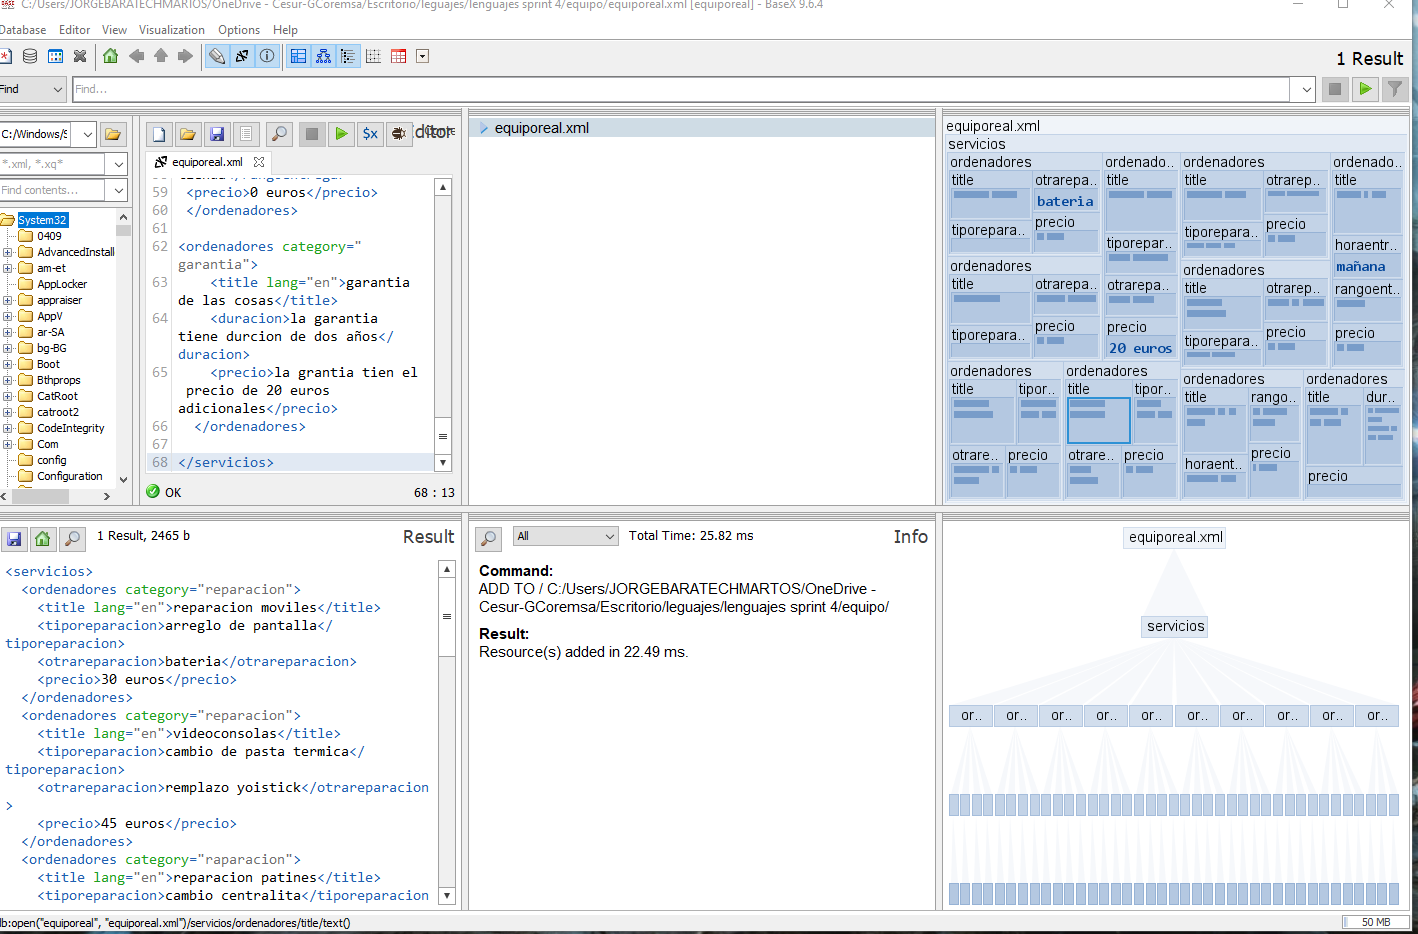 C:/Users/JORGEBARATECHMARTOS/OneDrive - Cesur-GCoremsa/Escritorio/leguajes/lenguajes sprint 4/equipo/equiporeal.xml [equiporeal] - BaseX 9.6.4
Database Editor View Visualization Options Help
1 Result
Find
Find...
C:/Windows/S
*.xml, *.xq*
Find contents...
System32
0409
AdvancedInstall
am-et
AppLocker
appraiser
AppV
ar-SA
bg-BG
Boot
Bthprops
CatRoot
catroot2
CodeIntegrity
Com
config
Configuration
Editor
equiporeal.xml
59 <precio>0 euros</precio>
60 </ordenadores>
61
62 <ordenadores category="
garantia">
63 <title lang="en">garantia
de las cosas</title>
64 <duracion>la garantia
tiene durcion de dos años</
duracion>
65 <precio>la grantia tien el
precio de 20 euros
adicionales</precio>
66 </ordenadores>
67
68 </servicios>
OK 68 : 13
equiporeal.xml
equiporeal.xml
servicios
ordenadores
title
otrarepa..
bateria
tiporepara..
precio
ordenado..
title
tiporepar..
otrarepa..
precio
20 euros
ordenadores
title
otrarep..
tiporepara..
precio
ordenado..
title
horaentr..
mañana
rangoent..
precio
ordenadores
title
otrarepa..
tiporepara..
precio
ordenadores
title
otrarep..
tiporepara..
precio
ordenadores
title
tipor..
otrare..
precio
ordenadores
title
tipor..
otrare..
precio
ordenadores
title
rango..
horaent..
precio
ordenadores
title
dur..
precio
1 Result, 2465 b
Result
<servicios>
<ordenadores category="reparacion">
<title lang="en">reparacion moviles</title>
<tiporeparacion>arreglo de pantalla</
tiporeparacion>
<otrareparacion>bateria</otrareparacion>
<precio>30 euros</precio>
</ordenadores>
<ordenadores category="reparacion">
<title lang="en">videoconsolas</title>
<tiporeparacion>cambio de pasta termica</
tiporeparacion>
<otrareparacion>remplazo yoistick</otrareparacion
>
<precio>45 euros</precio>
</ordenadores>
<ordenadores category="raparacion">
<title lang="en">reparacion patines</title>
<tiporeparacion>cambio centralita</tiporeparacion
All
Total Time: 25.82 ms
Info
Command:
ADD TO / C:/Users/JORGEBARATECHMARTOS/OneDrive -
Cesur-GCoremsa/Escritorio/leguajes/lenguajes sprint 4/equipo/
Result:
Resource(s) added in 22.49 ms.
equiporeal.xml
servicios
or.. or.. or.. or.. or.. or.. or.. or.. or.. or..
db:open("equiporeal", "equiporeal.xml")/servicios/ordenadores/title/text()
50 MB